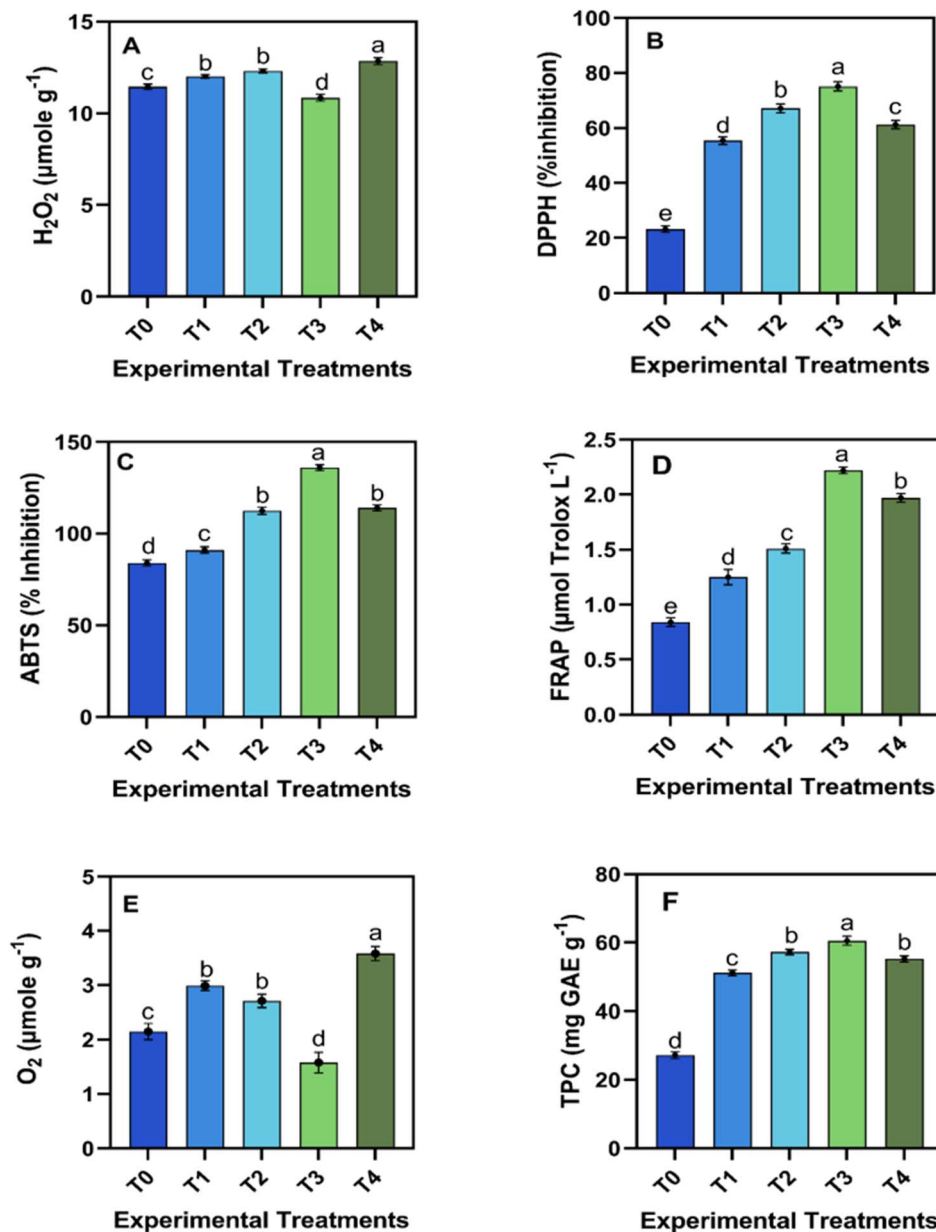 A
H₂O₂ (μmole g⁻¹)
15
10
5
0
c b b d a
T0 T1 T2 T3 T4
Experimental Treatments
B
DPPH (%inhibition)
100
80
60
40
20
0
e d b a c
T0 T1 T2 T3 T4
Experimental Treatments
C
ABTS (% Inhibition)
150
100
50
0
d c b a b
T0 T1 T2 T3 T4
Experimental Treatments
D
FRAP (μmol Trolox L⁻¹)
2.5
2.0
1.5
1.0
0.5
0.0
e d c a b
T0 T1 T2 T3 T4
Experimental Treatments
E
O₂ (μmole g⁻¹)
5
4
3
2
1
0
c b b d a
T0 T1 T2 T3 T4
Experimental Treatments
F
TPC (mg GAE g⁻¹)
80
60
40
20
0
d c b a b
T0 T1 T2 T3 T4
Experimental Treatments